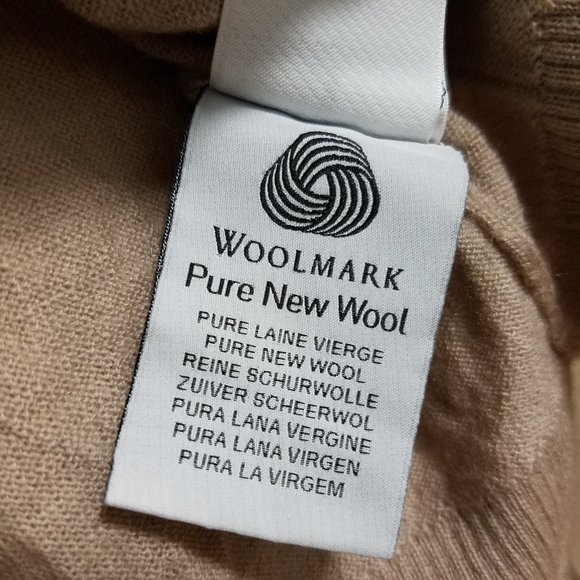 WOOLMARK
Pure New Wool
PURE LAINE VIERGE
PURE NEW WOOL
REINE SCHURWOLLE
ZUIVER SCHEERWOL
PURA LANA VERGINE
PURA LANA VIRGEN
PURA LA VIRGEM